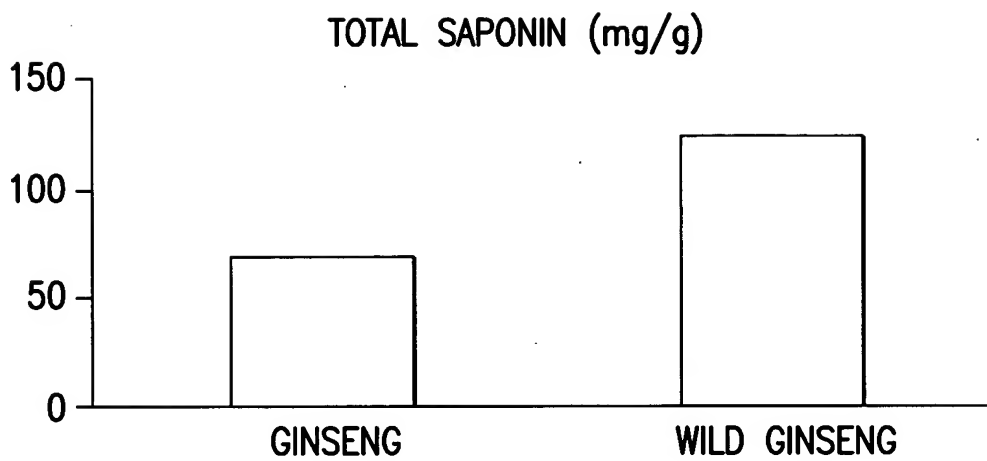 TOTAL SAPONIN (mg/g)
150
100
50
0
GINSENG
WILD GINSENG